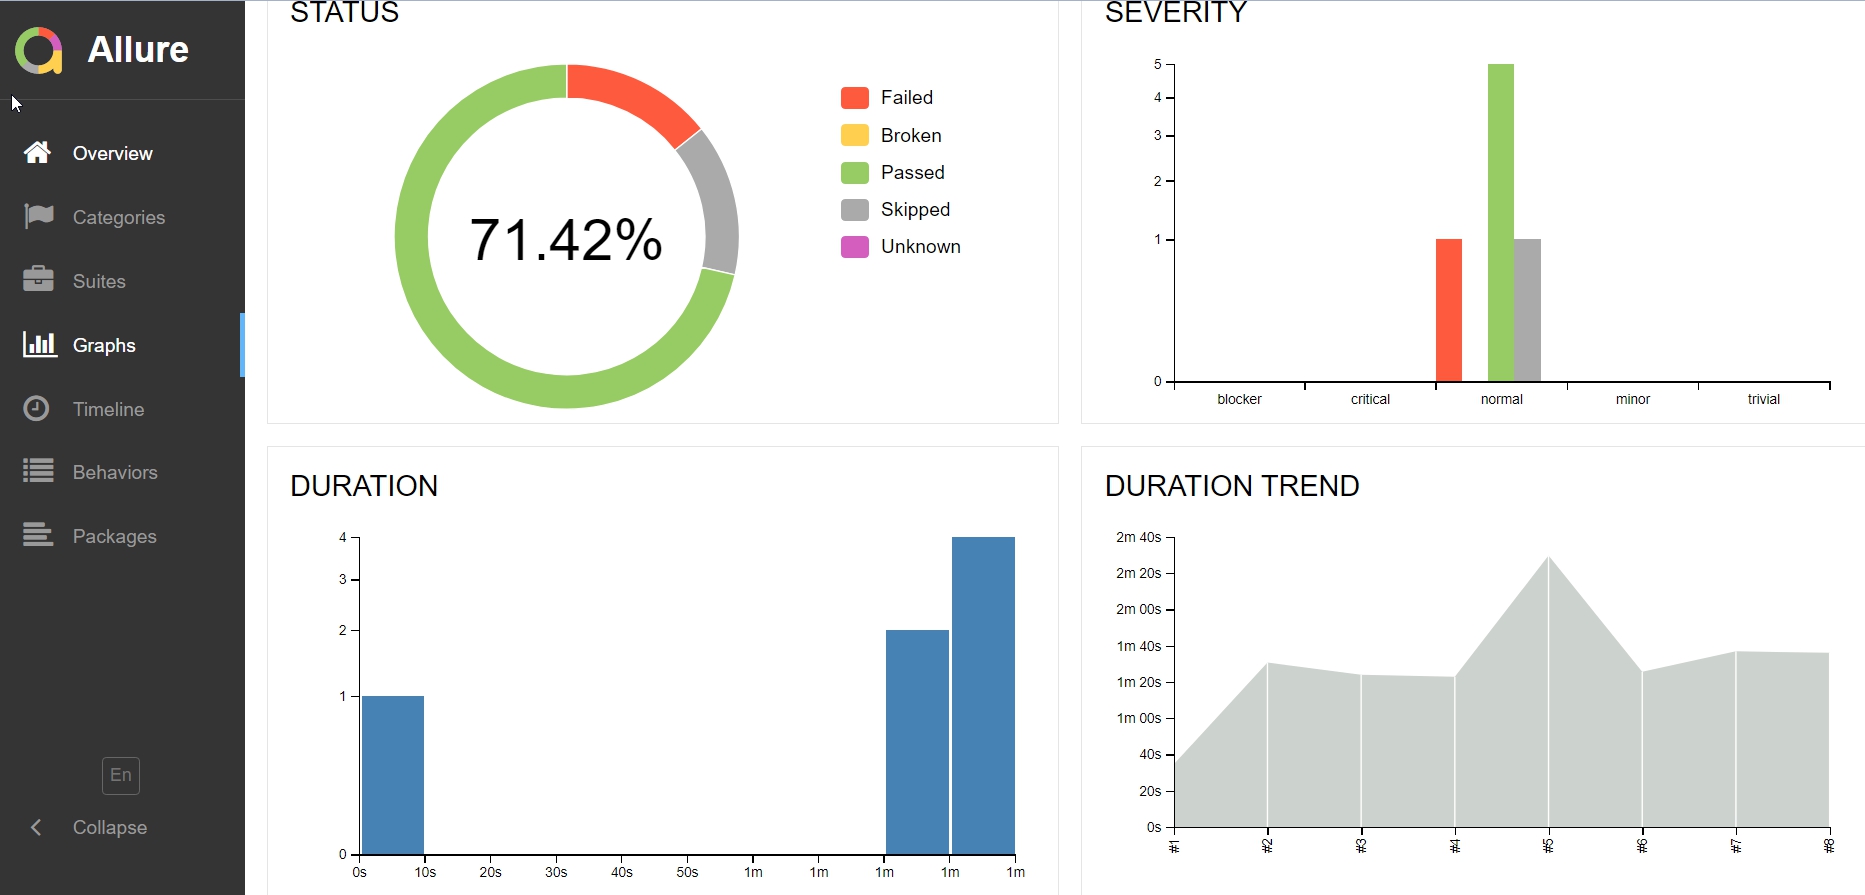 Allure
Overview
Categories
Suites
Graphs
Timeline
Behaviors
Packages
En
Collapse
STATUS
71.42%
Failed
Broken
Passed
Skipped
Unknown
SEVERITY
5
4
3
2
1
0
blocker critical normal minor trivial
DURATION
4
3
2
1
0
0s 10s 20s 30s 40s 50s 1m 1m 1m 1m 1m
DURATION TREND
2m 40s
2m 20s
2m 00s
1m 40s
1m 20s
1m 00s
40s
20s
0s
#1 #2 #3 #4 #5 #6 #7 #8